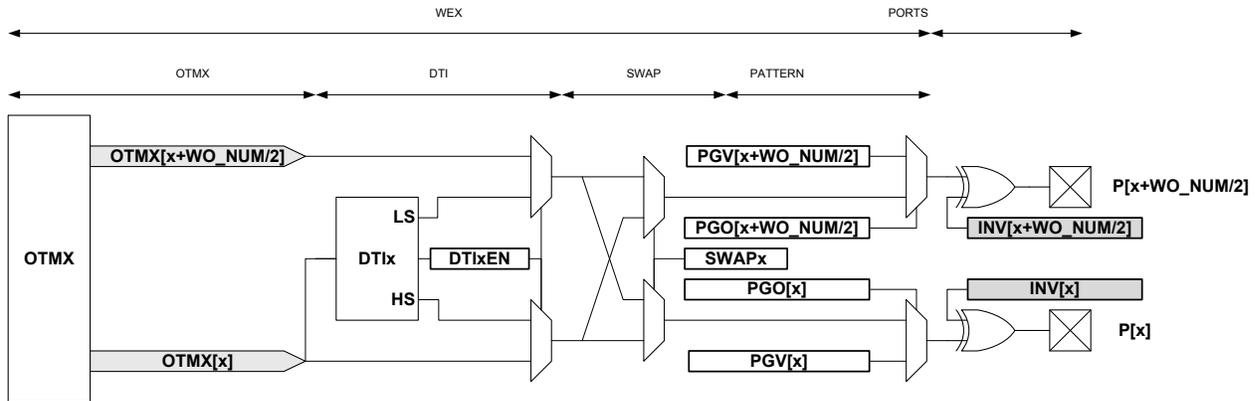 WEX
PORTS
OTMX
DTI
SWAP
PATTERN
OTMX[x+WO_NUM/2]
PGV[x+WO_NUM/2]
P[x+WO_NUM/2]
LS
PGO[x+WO_NUM/2]
INV[x+WO_NUM/2]
OTMX
DTIx
DTIxEN
SWAPx
HS
PGO[x]
INV[x]
P[x]
OTMX[x]
PGV[x]